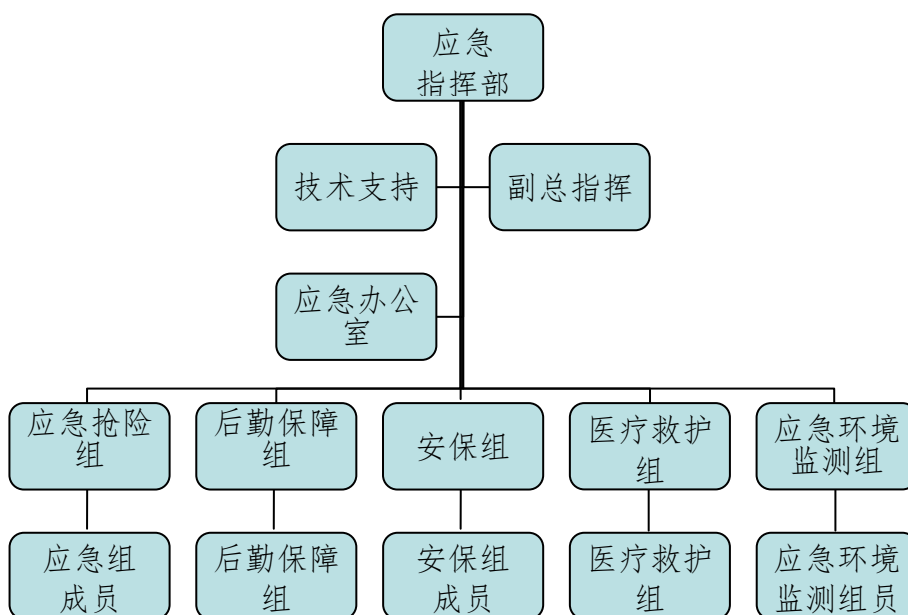 应急
指挥部
技术支持
副总指挥
应急办公
室
应急抢险
组
后勤保障
组
安保组
医疗救护
组
应急环境
监测组
应急组
成员
后勤保障
组
安保组
成员
医疗救护
组
应急环境
监测组员